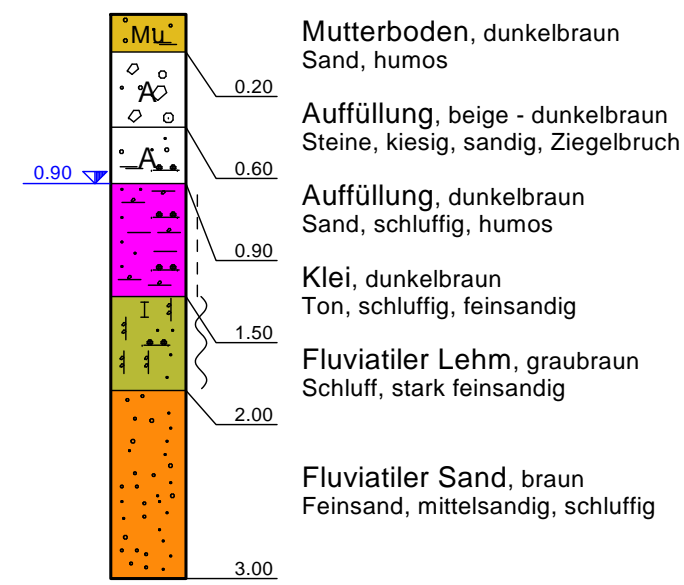 Mu
Mutterboden, dunkelbraun
Sand, humos
0.20
A
Auffüllung, beige - dunkelbraun
Steine, kiesig, sandig, Ziegelbruch
A
0.60
0.90
Auffüllung, dunkelbraun
Sand, schluffig, humos
0.90
Klei, dunkelbraun
Ton, schluffig, feinsandig
1.50
Fluviatiler Lehm, graubraun
Schluff, stark feinsandig
2.00
Fluviatiler Sand, braun
Feinsand, mittelsandig, schluffig
3.00